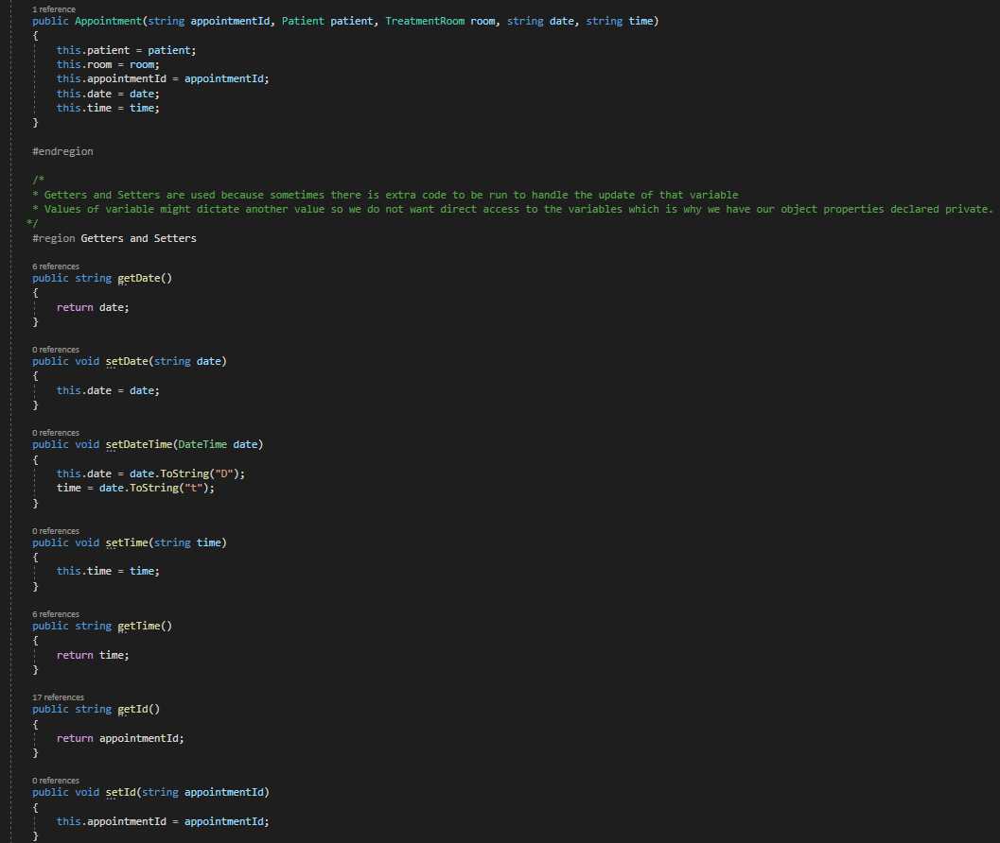 1 reference
public Appointment(string appointmentId, Patient patient, TreatmentRoom room, string date, string time)
{
this.patient = patient;
this.room = room;
this.appointmentId = appointmentId;
this.date = date;
this.time = time;
}
#endregion
/*
* Getters and Setters are used because sometimes there is extra code to be run to handle the update of that variable
* Values of variable might dictate another value so we do not want direct access to the variables which is why we have our object properties declared private.
*/
#region Getters and Setters
6 references
public string getDate()
{
return date;
}
0 references
public void setDate(string date)
{
this.date = date;
}
0 references
public void setDateTime(DateTime date)
{
this.date = date.ToString("D");
time = date.ToString("t");
}
0 references
public void setTime(string time)
{
this.time = time;
}
6 references
public string getTime()
{
return time;
}
17 references
public string getId()
{
return appointmentId;
}
0 references
public void setId(string appointmentId)
{
this.appointmentId = appointmentId;
}